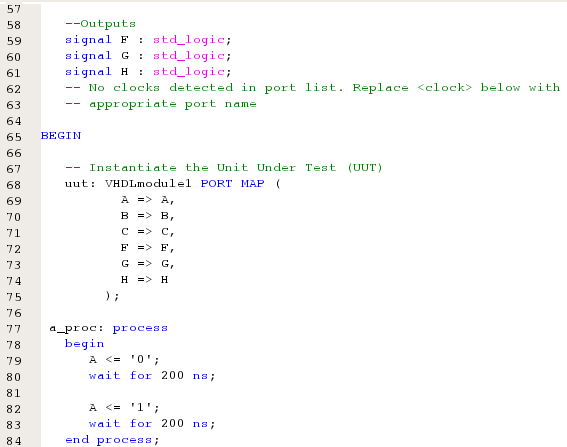 57
58 --Outputs
59 signal F : std_logic;
60 signal G : std_logic;
61 signal H : std_logic;
62 -- No clocks detected in port list. Replace <clock> below with
63 -- appropriate port name
64
65 BEGIN
66
67 -- Instantiate the Unit Under Test (UUT)
68 uut: VHDLmodule1 PORT MAP (
69 A => A,
70 B => B,
71 C => C,
72 F => F,
73 G => G,
74 H => H
75 );
76
77 a_proc: process
78 begin
79 A <= '0';
80 wait for 200 ns;
81
82 A <= '1';
83 wait for 200 ns;
84 end process;